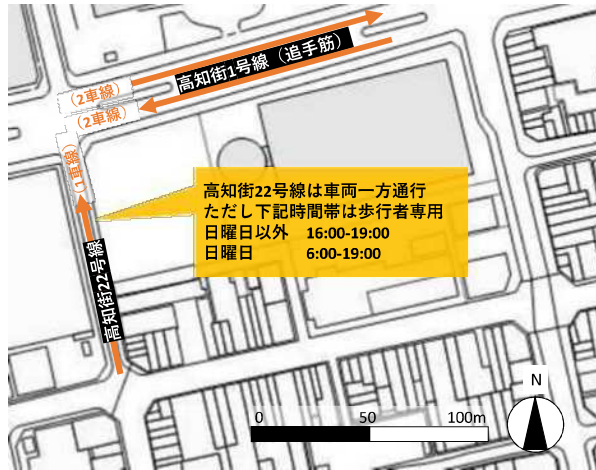 高知街1号線（追手筋）
（2車線）
（2車線）
（1車線）
高知街22号線は車両一方通行
ただし下記時間帯は歩行者専用
日曜日以外　16:00-19:00
日曜日　6:00-19:00
高知街22号線
N
0 50 100m